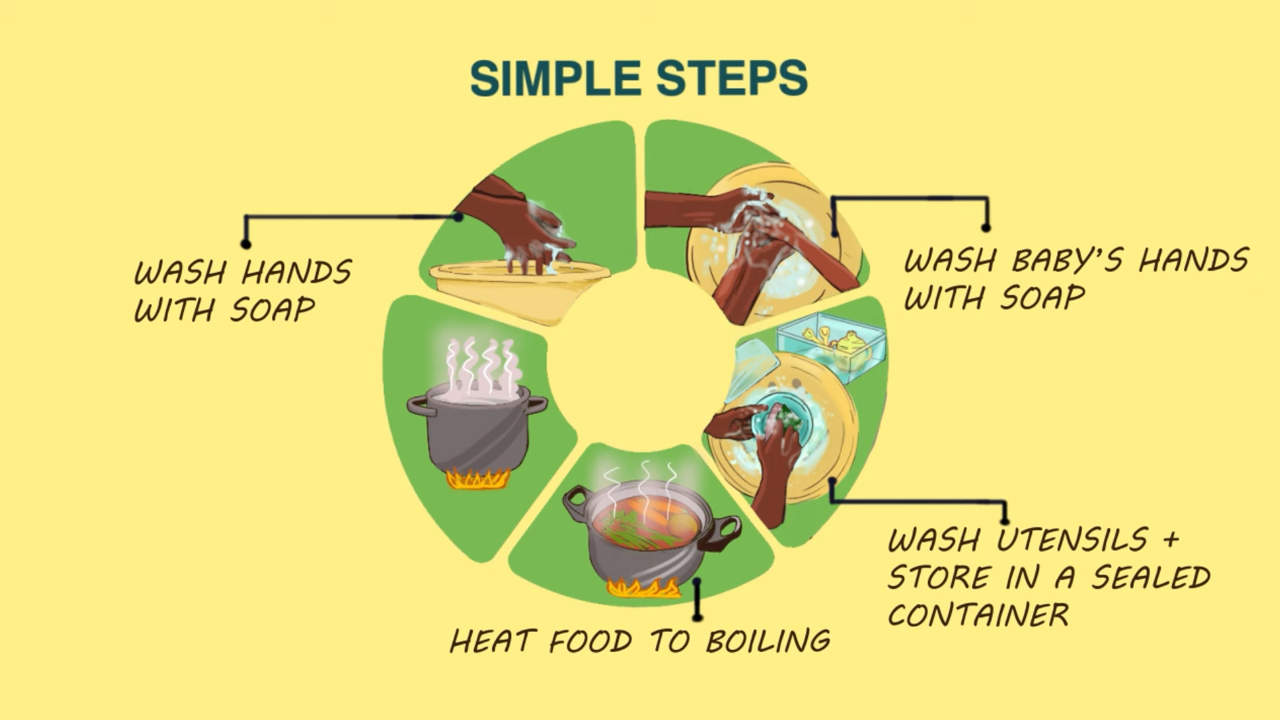 SIMPLE STEPS
WASH HANDS
WITH SOAP
WASH BABY'S HANDS
WITH SOAP
WASH UTENSILS +
STORE IN A SEALED
CONTAINER
HEAT FOOD TO BOILING